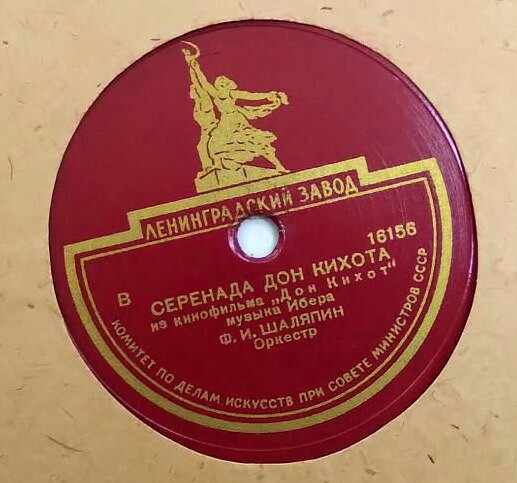 ЛЕНИНГРАДСКИЙ ЗАВОД
16156
В СЕРЕНАДА ДОН КИХОТА
из кинофильма „Дон Кихот"
музыка Ибера
Ф. И. ШАЛЯПИН
Оркестр
КОМИТЕТ ПО ДЕЛАМ ИСКУССТВ ПРИ СОВЕТЕ МИНИСТРОВ СССР